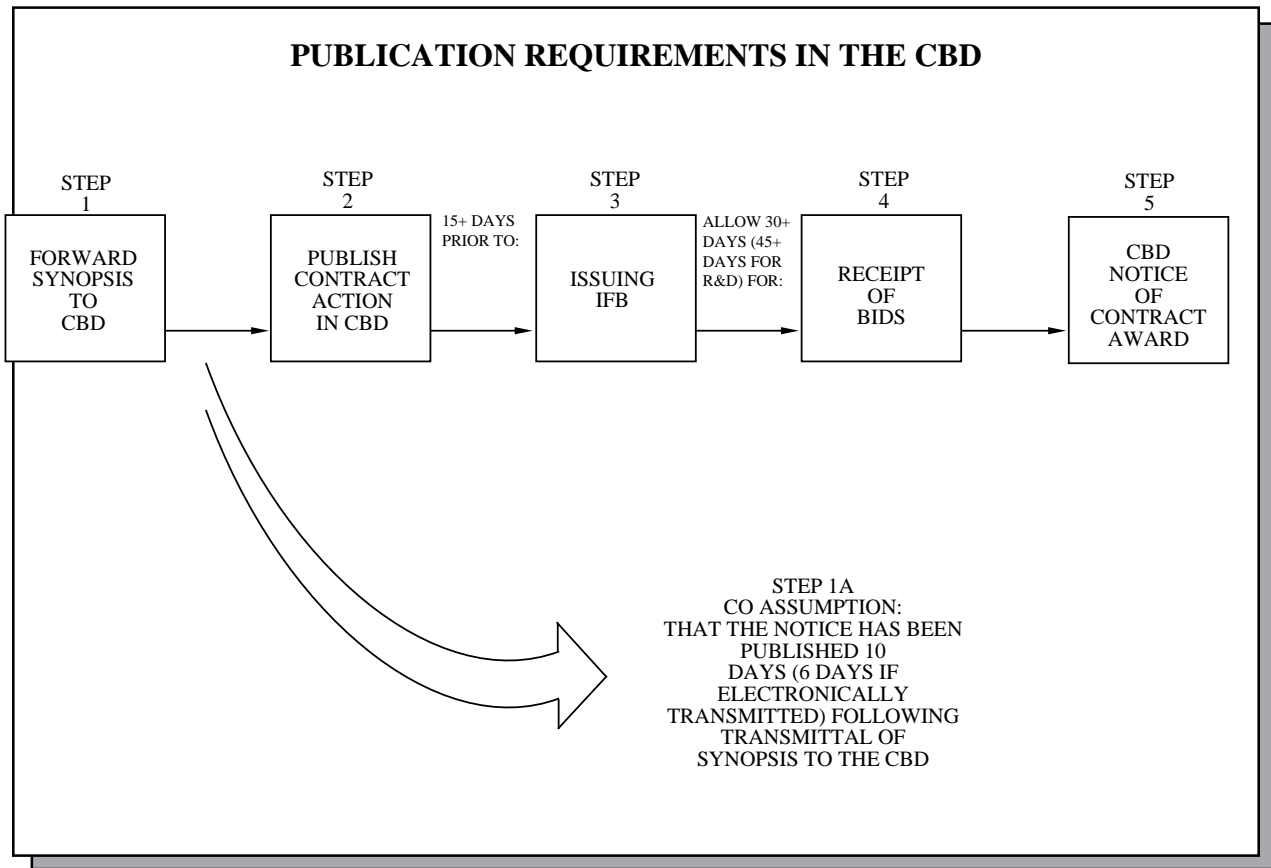 PUBLICATION REQUIREMENTS IN THE CBD
STEP
1
FORWARD
SYNOPSIS
TO
CBD
STEP
2
PUBLISH
CONTRACT
ACTION
IN CBD
15+ DAYS
PRIOR TO:
STEP
3
ISSUING
IFB
ALLOW 30+
DAYS (45+
DAYS FOR
R&D) FOR:
STEP
4
RECEIPT
OF
BIDS
STEP
5
CBD
NOTICE
OF
CONTRACT
AWARD
STEP 1A
CO ASSUMPTION:
THAT THE NOTICE HAS BEEN
PUBLISHED 10
DAYS (6 DAYS IF
ELECTRONICALLY
TRANSMITTED) FOLLOWING
TRANSMITTAL OF
SYNOPSIS TO THE CBD